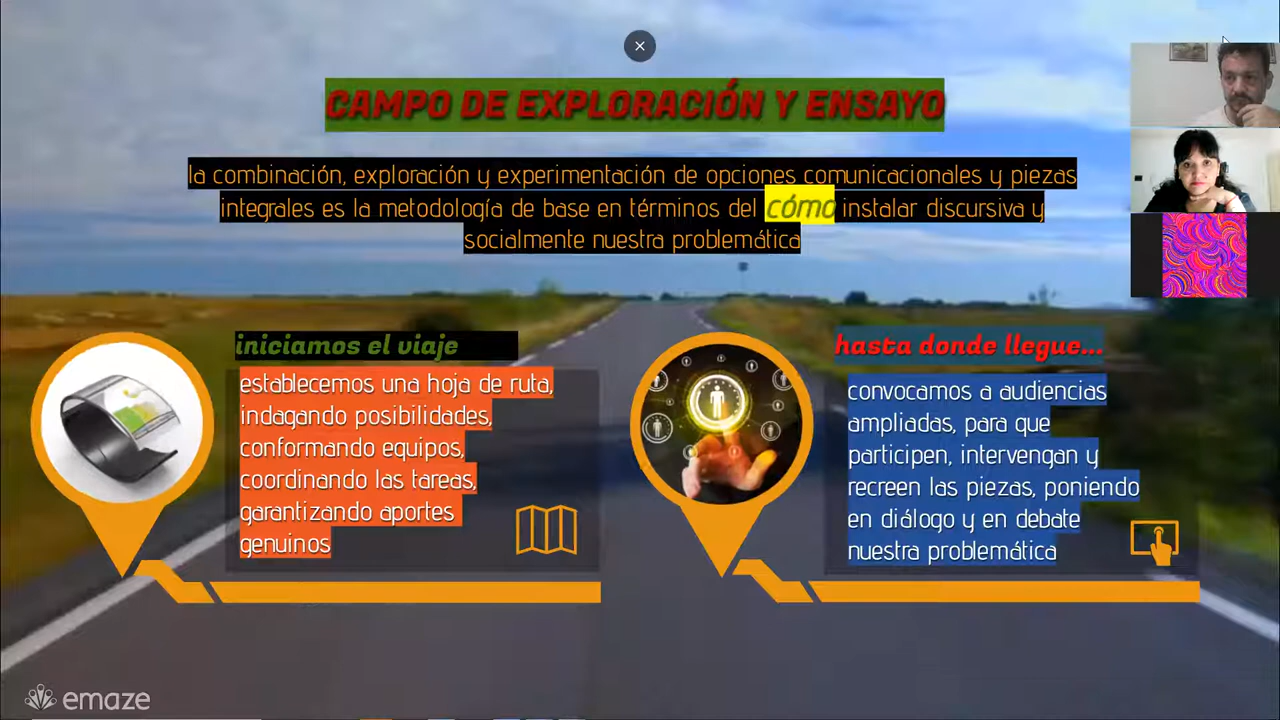 CAMPO DE EXPLORACIÓN Y ENSAYO
la combinación, exploración y experimentación de opciones comunicacionales y piezas
integrales es la metodología de base en términos del cómo instalar discursiva y
socialmente nuestra problemática
iniciamos el viaje
establecemos una hoja de ruta,
indagando posibilidades,
conformando equipos,
coordinando las tareas,
garantizando aportes
genuinos
hasta donde llegue...
convocamos a audiencias
ampliadas, para que
participen, intervengan y
recreen las piezas, poniendo
en diálogo y en debate
nuestra problemática
emaze